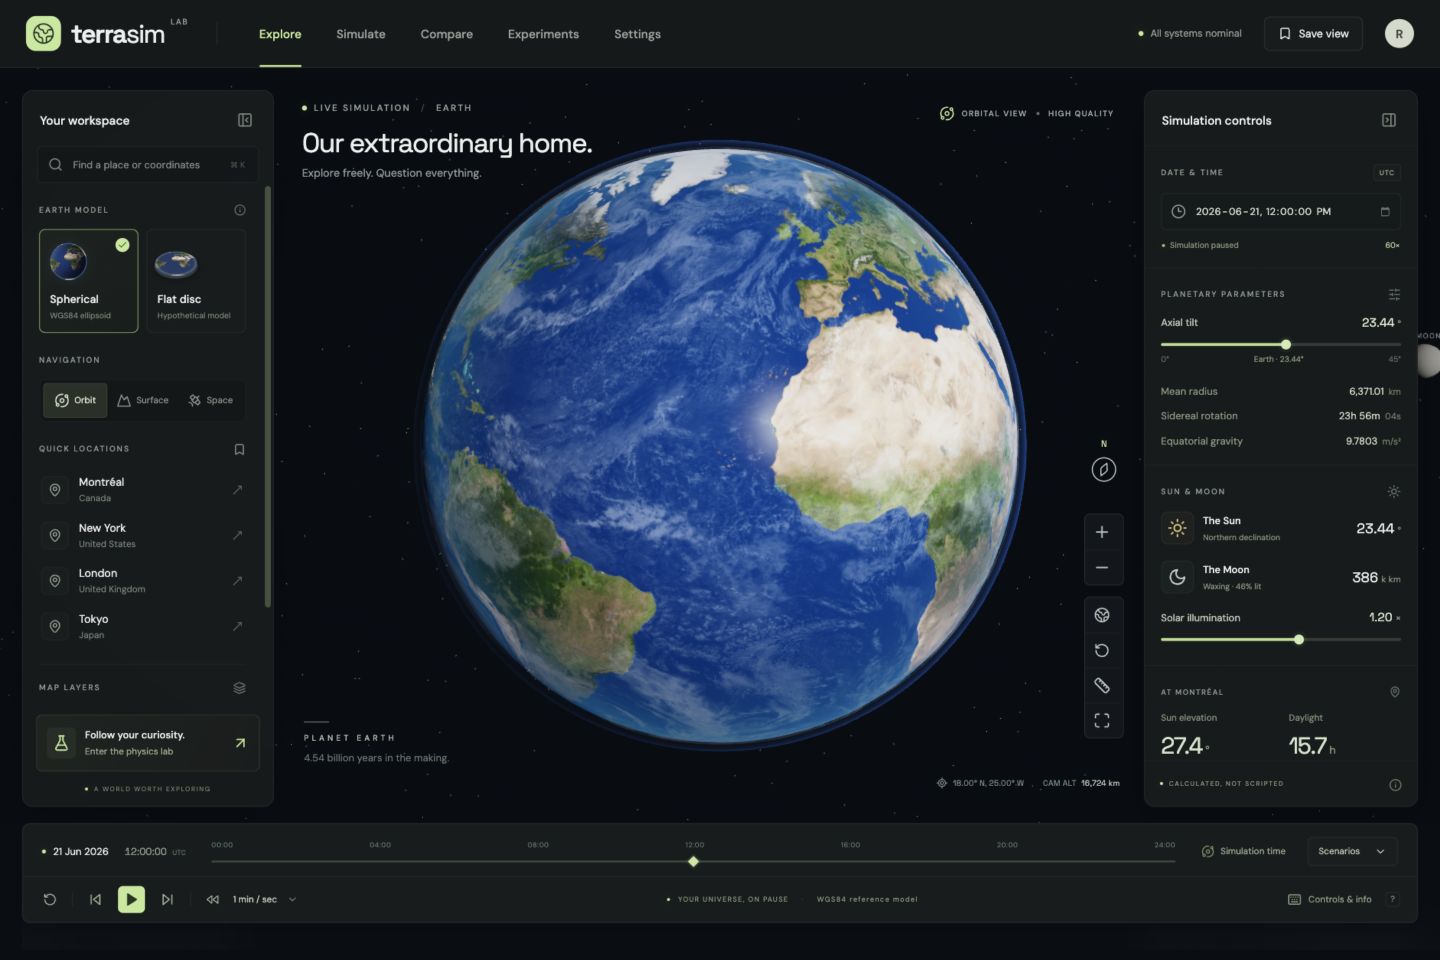 terrasim LAB
Explore
Simulate
Compare
Experiments
Settings
All systems nominal
Save view
R
Your workspace
Find a place or coordinates ⌘ K
EARTH MODEL
Spherical
WGS84 ellipsoid
Flat disc
Hypothetical model
NAVIGATION
Orbit
Surface
Space
QUICK LOCATIONS
Montréal
Canada
New York
United States
London
United Kingdom
Tokyo
Japan
MAP LAYERS
Follow your curiosity.
Enter the physics lab
A WORLD WORTH EXPLORING
LIVE SIMULATION / EARTH
Our extraordinary home.
Explore freely. Question everything.
ORBITAL VIEW • HIGH QUALITY
N
PLANET EARTH
4.54 billion years in the making.
18.00° N, 25.00° W
CAM ALT 16,724 km
MOON
Simulation controls
DATE & TIME
UTC
2026-06-21, 12:00:00 PM
Simulation paused
60×
PLANETARY PARAMETERS
Axial tilt 23.44 °
0° Earth · 23.44° 45°
Mean radius 6,371.01 km
Sidereal rotation 23h 56m 04s
Equatorial gravity 9.7803 m/s²
SUN & MOON
The Sun
Northern declination
23.44 °
The Moon
Waxing · 46% lit
386 k km
Solar illumination 1.20 ×
AT MONTRÉAL
Sun elevation
27.4 °
Daylight
15.7 h
CALCULATED, NOT SCRIPTED
21 Jun 2026 12:00:00 UTC
00:00 04:00 08:00 12:00 16:00 20:00 24:00
Simulation time
Scenarios
1 min / sec
YOUR UNIVERSE, ON PAUSE · WGS84 reference model
Controls & info ?